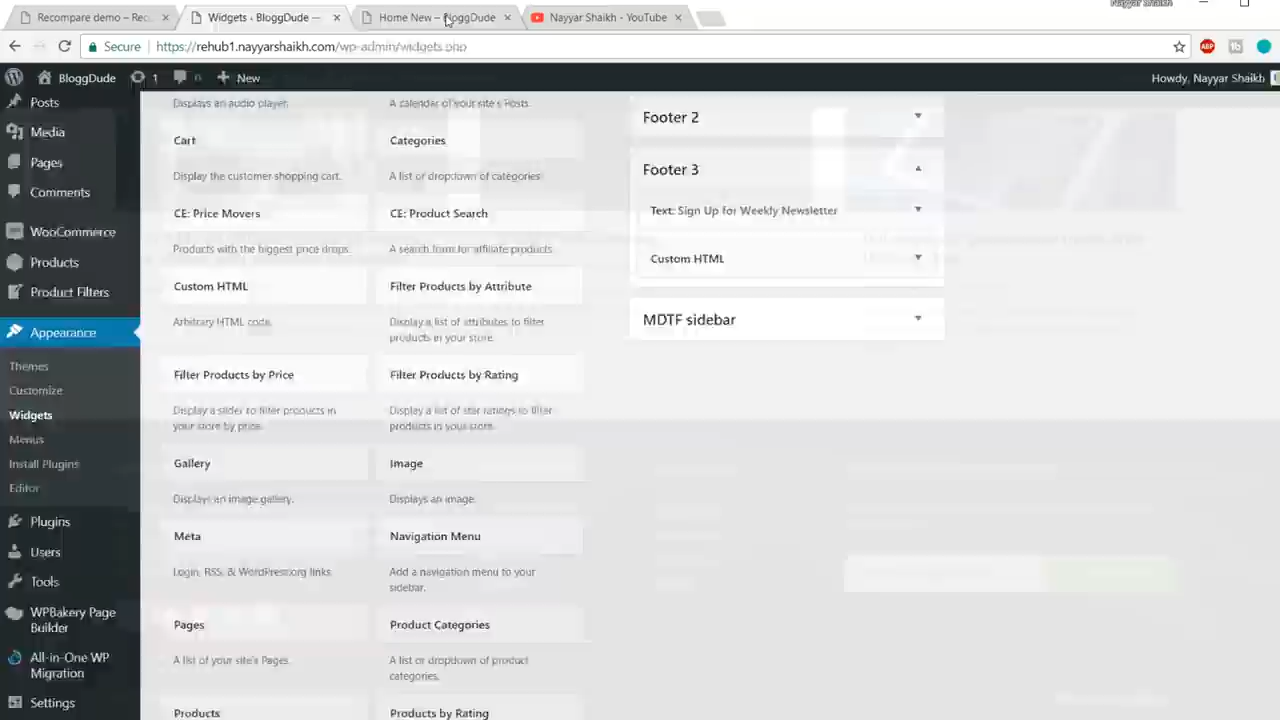 Nayyar Shaikh
Recompare demo – Rec
Widgets ‹ BloggDude —
Home New – BloggDude
Nayyar Shaikh - YouTube
Secure
https://rehub1.nayyarshaikh.com/wp-admin/widgets.php
ABP
BloggDude
1
0
New
Howdy, Nayyar Shaikh
Posts
Media
Pages
Comments
WooCommerce
Products
Product Filters
Appearance
Themes
Customize
Widgets
Menus
Install Plugins
Editor
Plugins
Users
Tools
WPBakery Page
Builder
All-in-One WP
Migration
Settings
Displays an audio player.
A calendar of your site's Posts.
Cart
Categories
Display the customer shopping cart.
A list or dropdown of categories.
CE: Price Movers
CE: Product Search
Products with the biggest price drops.
A search form for affiliate products.
Custom HTML
Filter Products by Attribute
Arbitrary HTML code.
Display a list of attributes to filter
products in your store.
Filter Products by Price
Filter Products by Rating
Display a slider to filter products in
your store by price.
Display a list of star ratings to filter
products in your store.
Gallery
Image
Displays an image gallery.
Displays an image.
Meta
Navigation Menu
Login, RSS, & WordPress.org links.
Add a navigation menu to your
sidebar.
Pages
Product Categories
A list of your site's Pages.
A list or dropdown of product
categories.
Products
Products by Rating
Footer 2
Footer 3
Text: Sign Up for Weekly Newsletter
Custom HTML
MDTF sidebar